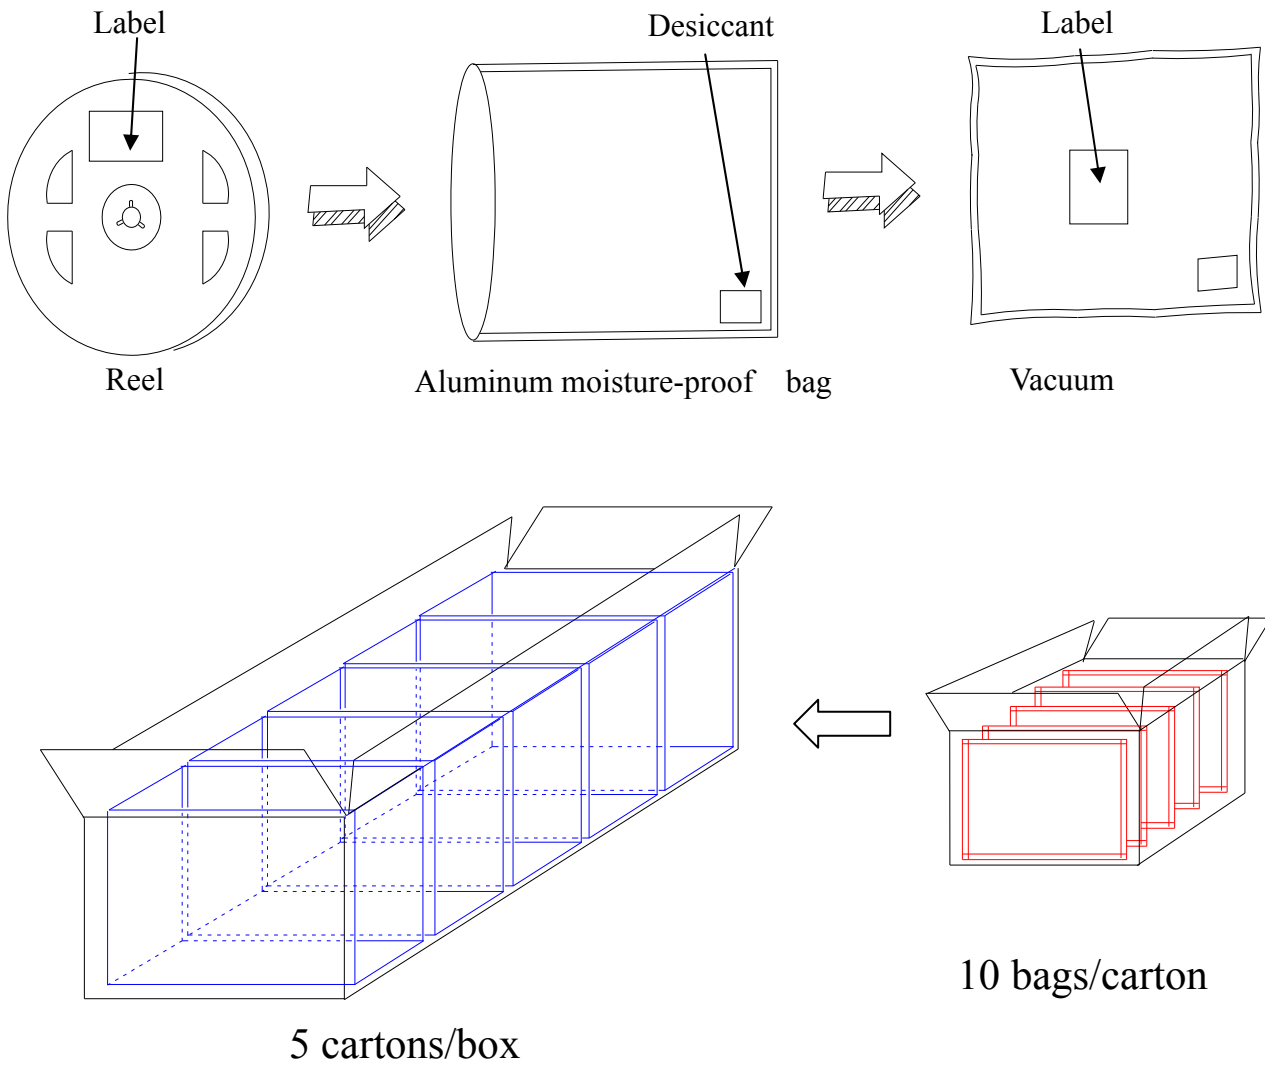 Label
Desiccant
Label
Reel
Aluminum moisture-proof bag
Vacuum
10 bags/carton
5 cartons/box